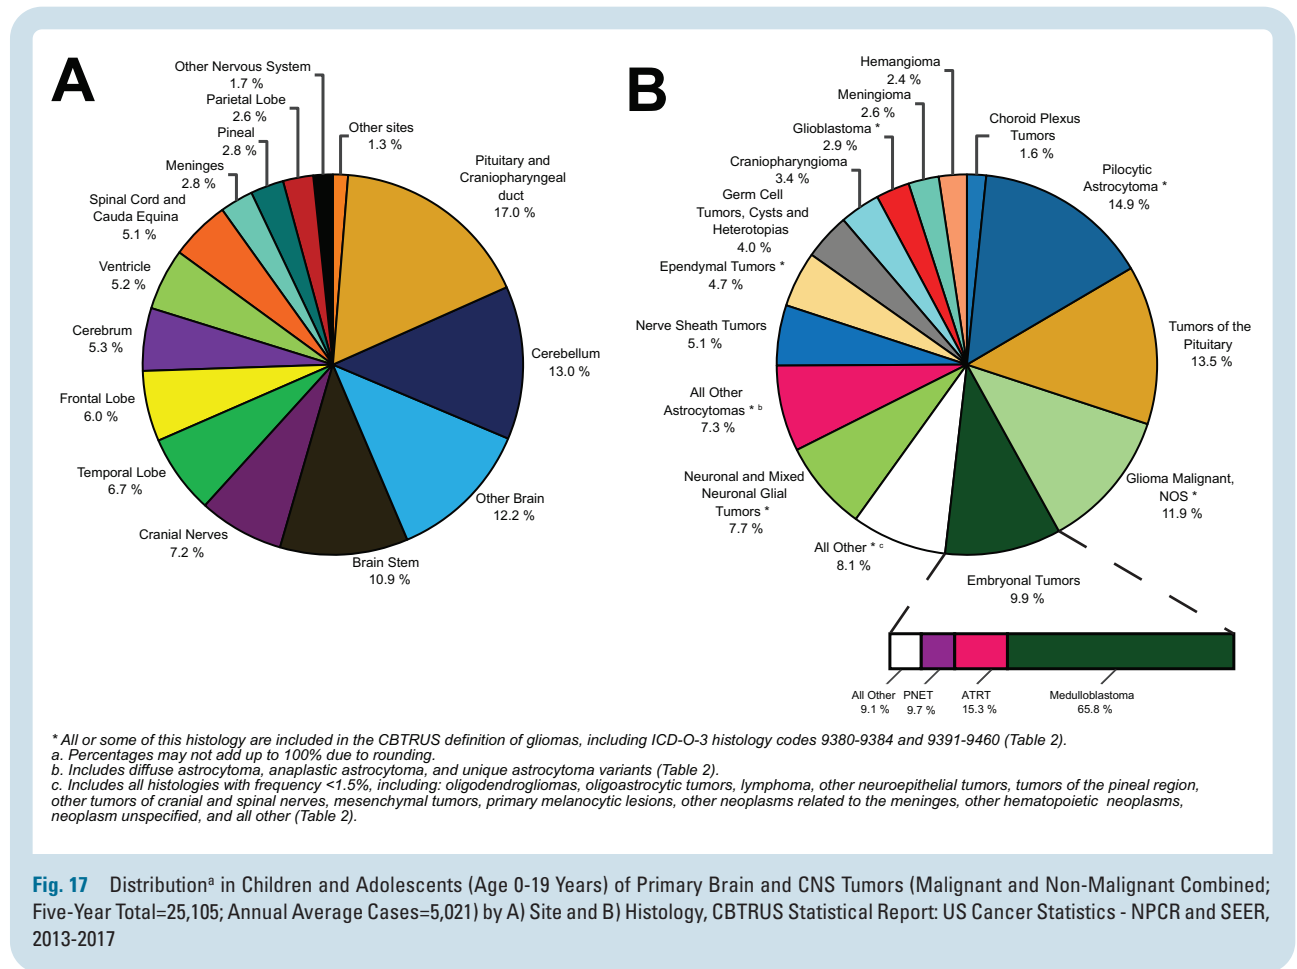 A
Other Nervous System
1.7 %
Parietal Lobe
2.6 %
Pineal
2.8 %
Meninges
2.8 %
Spinal Cord and
Cauda Equina
5.1 %
Ventricle
5.2 %
Cerebrum
5.3 %
Frontal Lobe
6.0 %
Temporal Lobe
6.7 %
Cranial Nerves
7.2 %
Brain Stem
10.9 %
Other Brain
12.2 %
Cerebellum
13.0 %
Pituitary and
Craniopharyngeal
duct
17.0 %
Other sites
1.3 %
B
Hemangioma
2.4 %
Meningioma
2.6 %
Glioblastoma *
2.9 %
Craniopharyngioma
3.4 %
Germ Cell
Tumors, Cysts and
Heterotopias
4.0 %
Ependymal Tumors *
4.7 %
Nerve Sheath Tumors
5.1 %
All Other
Astrocytomas * b
7.3 %
Neuronal and Mixed
Neuronal Glial
Tumors *
7.7 %
All Other * c
8.1 %
Embryonal Tumors
9.9 %
Glioma Malignant,
NOS *
11.9 %
Tumors of the
Pituitary
13.5 %
Pilocytic
Astrocytoma *
14.9 %
Choroid Plexus
Tumors
1.6 %
All Other
9.1 %
PNET
9.7 %
ATRT
15.3 %
Medulloblastoma
65.8 %
* All or some of this histology are included in the CBTRUS definition of gliomas, including ICD-O-3 histology codes 9380-9384 and 9391-9460 (Table 2).
a. Percentages may not add up to 100% due to rounding.
b. Includes diffuse astrocytoma, anaplastic astrocytoma, and unique astrocytoma variants (Table 2).
c. Includes all histologies with frequency <1.5%, including: oligodendrogliomas, oligoastrocytic tumors, lymphoma, other neuroepithelial tumors, tumors of the pineal region,
other tumors of cranial and spinal nerves, mesenchymal tumors, primary melanocytic lesions, other neoplasms related to the meninges, other hematopoietic neoplasms,
neoplasm unspecified, and all other (Table 2).
Fig. 17 Distributionᵃ in Children and Adolescents (Age 0-19 Years) of Primary Brain and CNS Tumors (Malignant and Non-Malignant Combined;
Five-Year Total=25,105; Annual Average Cases=5,021) by A) Site and B) Histology, CBTRUS Statistical Report: US Cancer Statistics - NPCR and SEER,
2013-2017